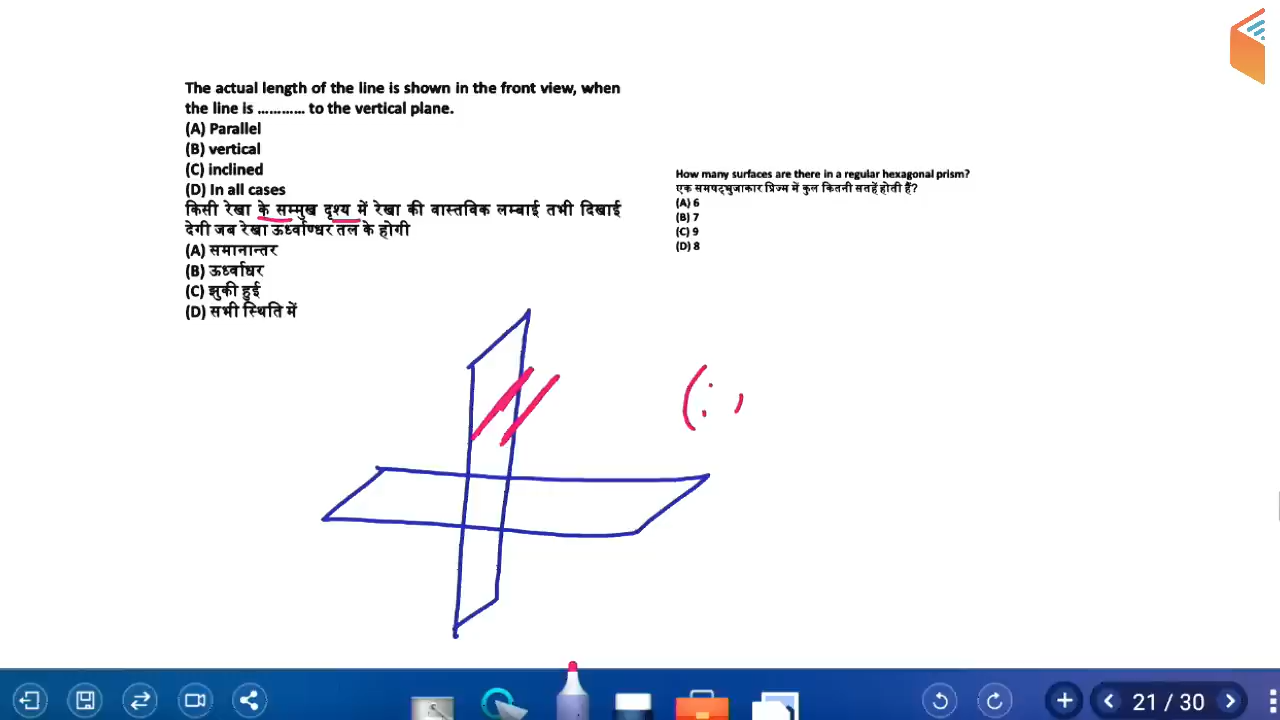 The actual length of the line is shown in the front view, when
the line is ............ to the vertical plane.
(A) Parallel
(B) vertical
(C) inclined
(D) In all cases
किसी रेखा के सम्मुख दृश्य में रेखा की वास्तविक लम्बाई तभी दिखाई
देगी जब रेखा ऊर्ध्वाण्धर तल के होगी
(A) समानान्तर
(B) ऊर्ध्वाधर
(C) झुकी हुई
(D) सभी स्थिति में
How many surfaces are there in a regular hexagonal prism?
एक समषट्भुजाकार प्रिज्म में कुल कितनी सतहें होती हैं?
(A) 6
(B) 7
(C) 9
(D) 8
21 / 30